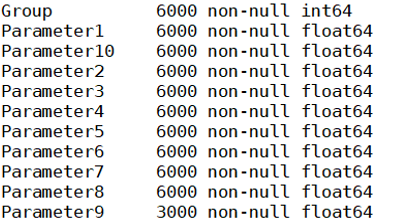 Group 6000 non-null int64
Parameter1 6000 non-null float64
Parameter10 6000 non-null float64
Parameter2 6000 non-null float64
Parameter3 6000 non-null float64
Parameter4 6000 non-null float64
Parameter5 6000 non-null float64
Parameter6 6000 non-null float64
Parameter7 6000 non-null float64
Parameter8 6000 non-null float64
Parameter9 3000 non-null float64